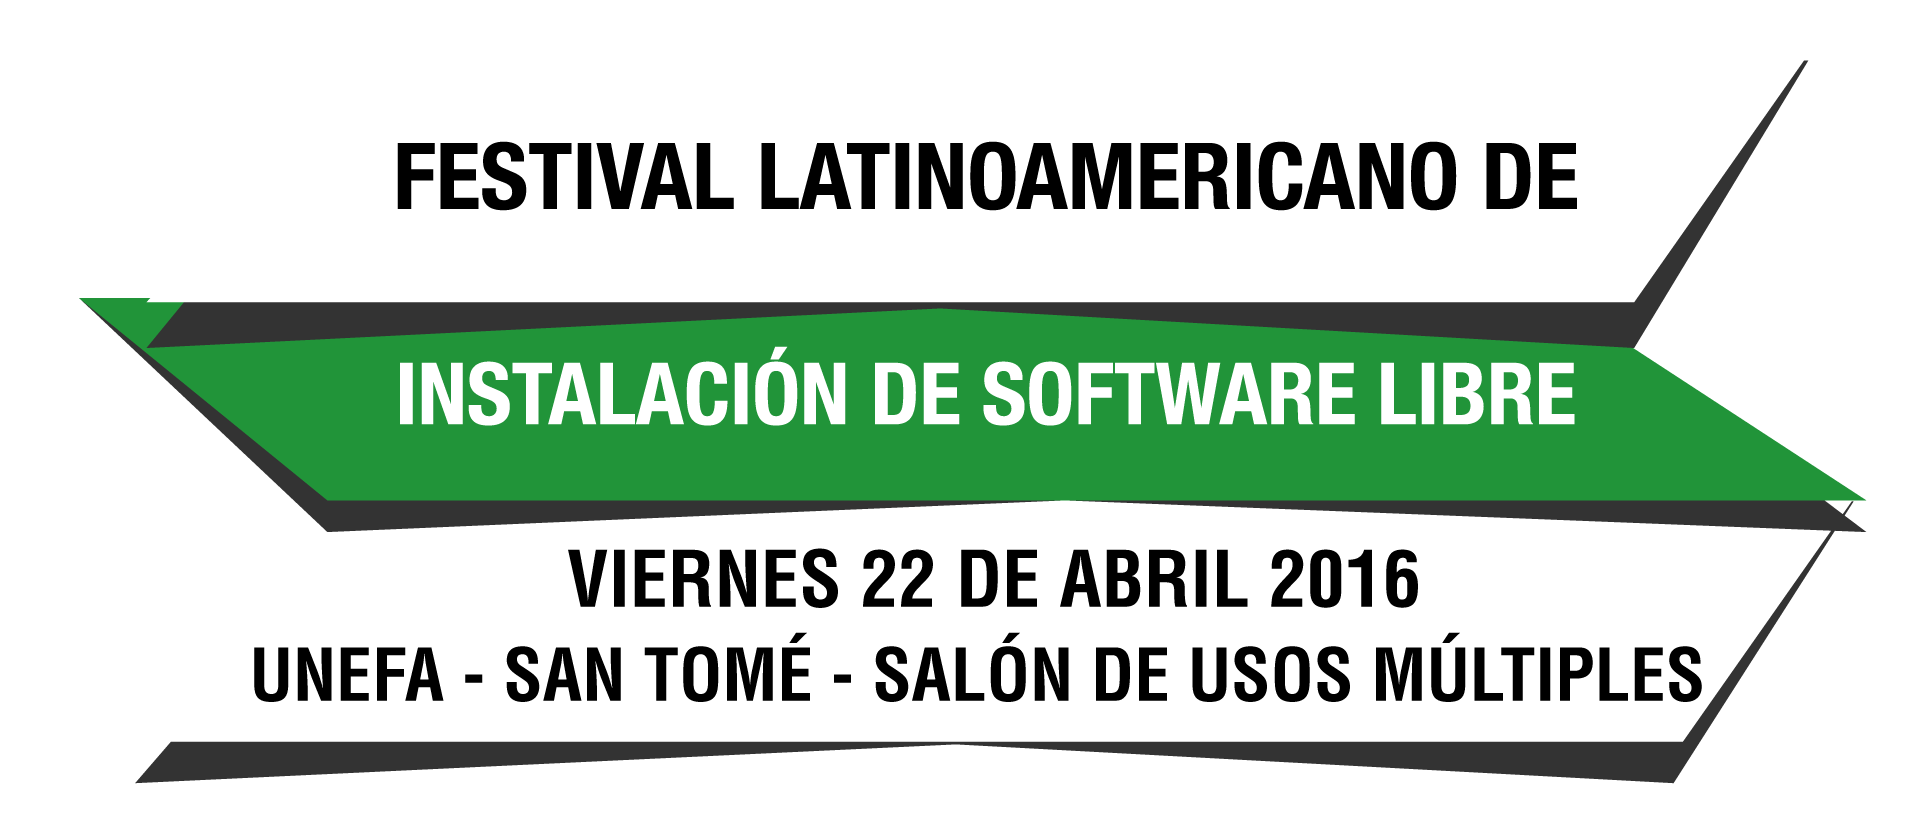 FESTIVAL LATINOAMERICANO DE
INSTALACIÓN DE SOFTWARE LIBRE
VIERNES 22 DE ABRIL 2016
UNEFA - SAN TOMÉ - SALÓN DE USOS MÚLTIPLES